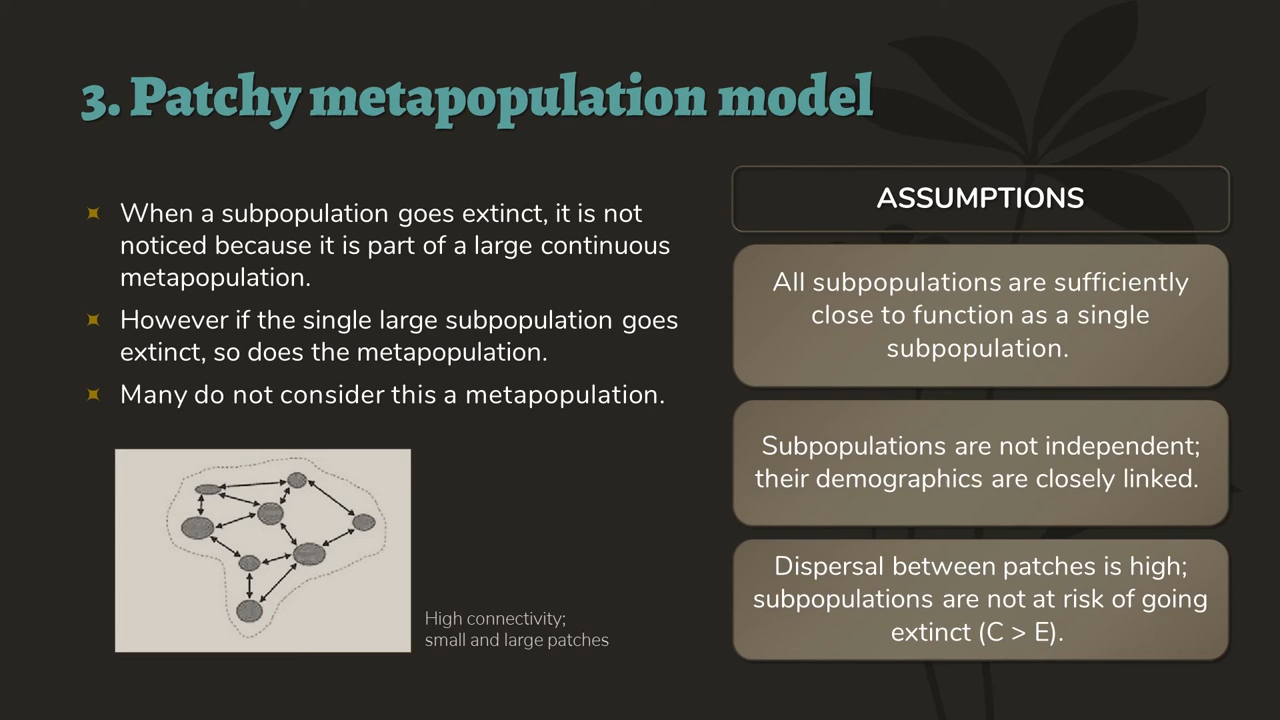 3. Patchy metapopulation model
When a subpopulation goes extinct, it is not
noticed because it is part of a large continuous
metapopulation.
However if the single large subpopulation goes
extinct, so does the metapopulation.
Many do not consider this a metapopulation.
High connectivity;
small and large patches
ASSUMPTIONS
All subpopulations are sufficiently
close to function as a single
subpopulation.
Subpopulations are not independent;
their demographics are closely linked.
Dispersal between patches is high;
subpopulations are not at risk of going
extinct (C > E).